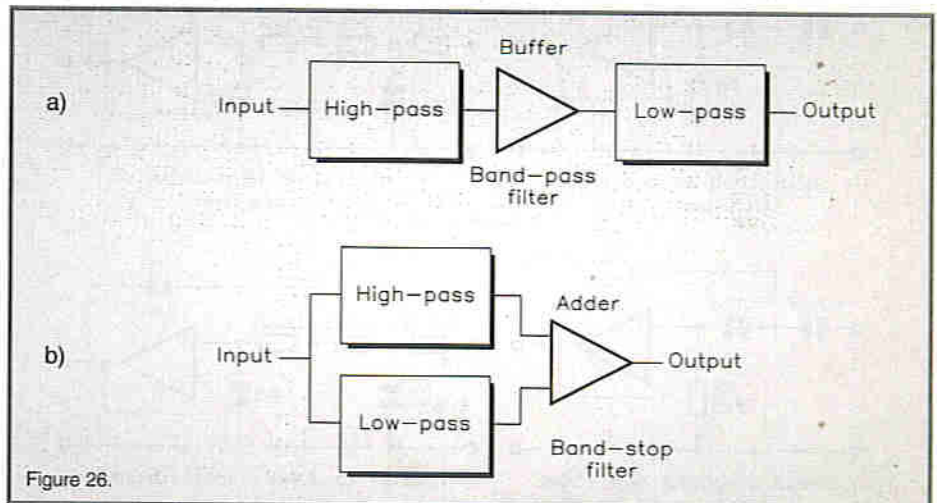 a)
Input
High-pass
Buffer
Band-pass
filter
Low-pass
Output
b)
Input
High-pass
Low-pass
Adder
Output
Band-stop
filter
Figure 26.